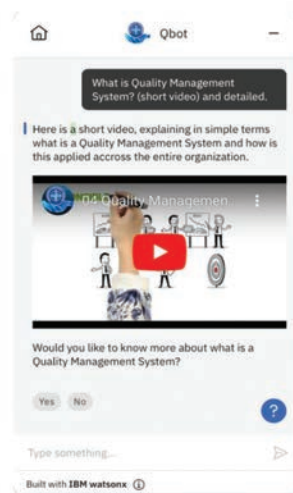 Qbot
What is Quality Management
System? (short video) and detailed.
Here is a short video, explaining in simple terms
what is a Quality Management System and how is
this applied accross the entire organization.
04 Quality Managemen
Would you like to know more about what is a
Quality Management System?
Yes No
?
Type something...
Built with IBM watsonx